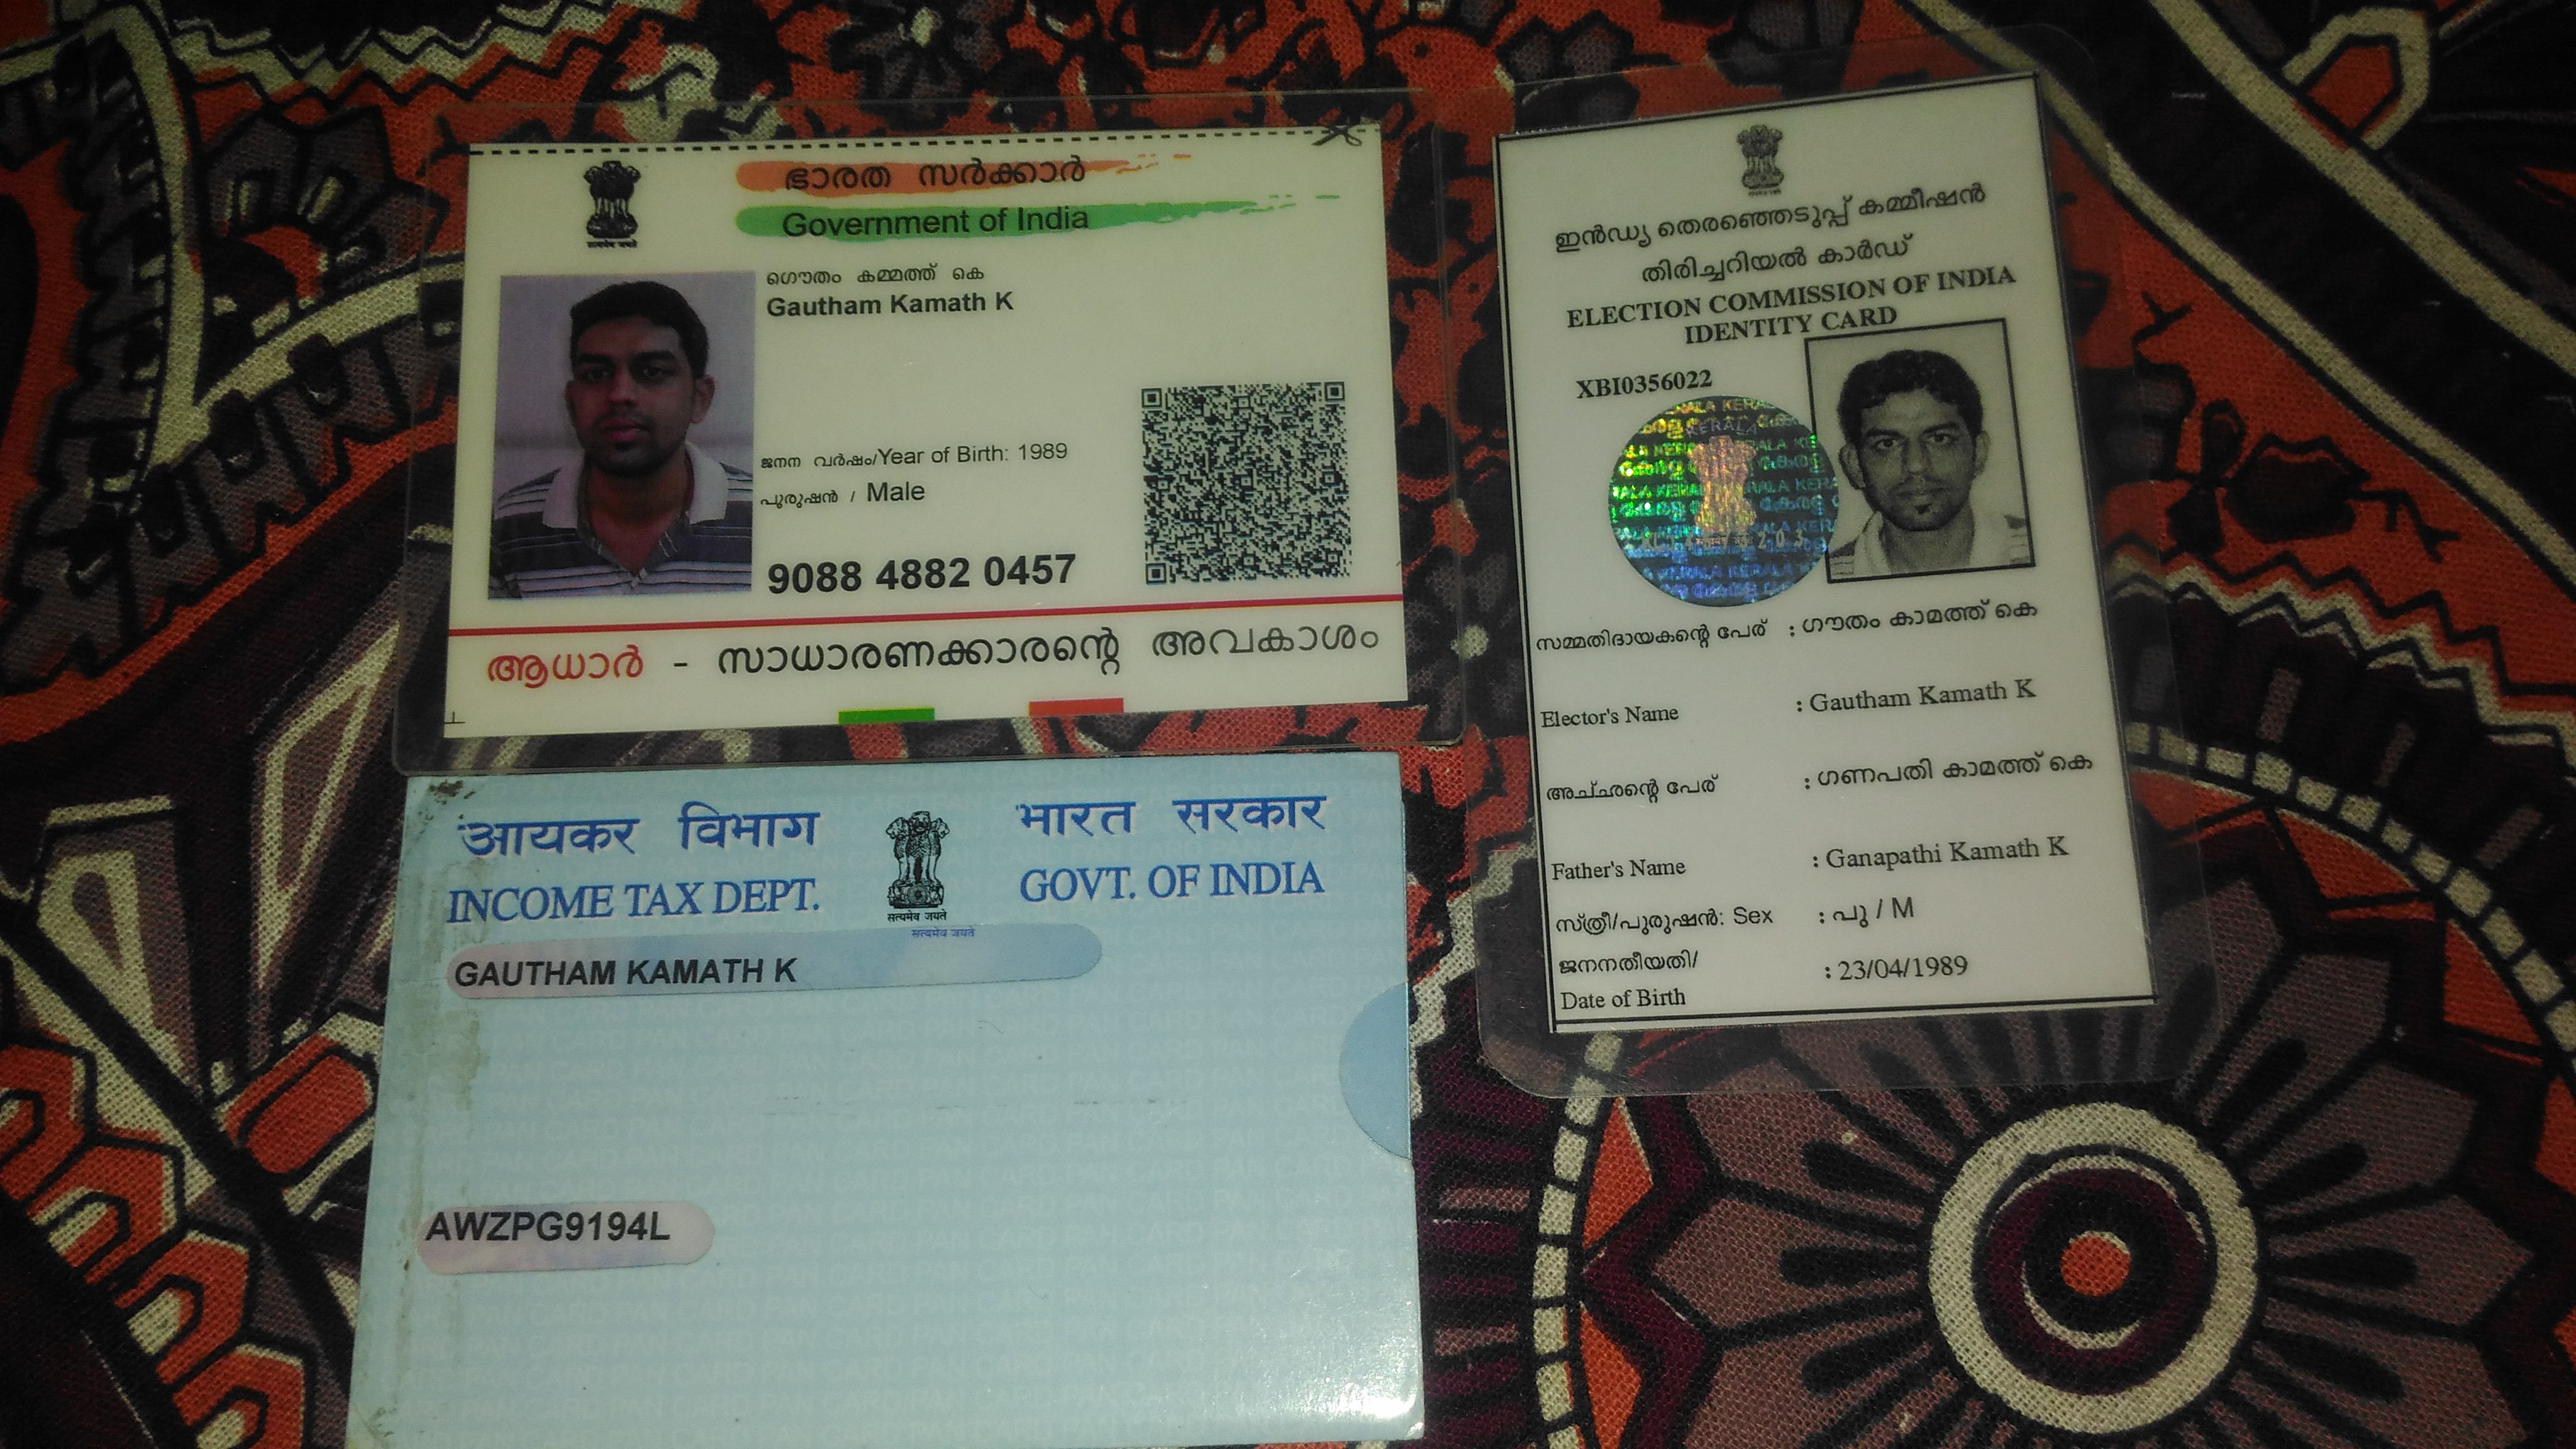 ഭാരത സർക്കാർ
Government of India
ഗൌതം കമ്മത്ത് കെ
Gautham Kamath K
ജനന വർഷം/Year of Birth: 1989
പുരുഷൻ / Male
9088 4882 0457
ആധാർ - സാധാരണക്കാരന്റെ അവകാശം
ഇൻഡ്യ തെരഞ്ഞെടുപ്പ് കമ്മീഷൻ
തിരിച്ചറിയൽ കാർഡ്
ELECTION COMMISSION OF INDIA
IDENTITY CARD
XBI0356022
KERALA
സമ്മതിദായകന്റെ പേര് : ഗൗതം കാമത്ത് കെ
Elector's Name : Gautham Kamath K
അച്ഛന്റെ പേര് : ഗണപതി കാമത്ത് കെ
Father's Name : Ganapathi Kamath K
സ്ത്രീ/പുരുഷൻ: Sex : പു / M
ജനനതീയതി/ : 23/04/1989
Date of Birth
आयकर विभाग
INCOME TAX DEPT.
सत्यमेव जयते
सत्यमेव जयते
भारत सरकार
GOVT. OF INDIA
GAUTHAM KAMATH K
AWZPG9194L